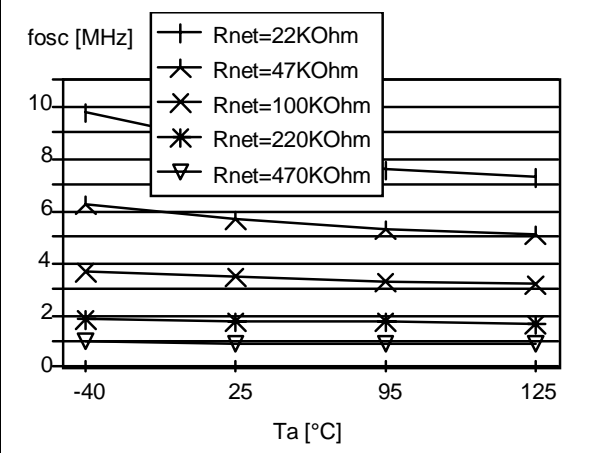 fosc [MHz]
Rnet=22KOhm
Rnet=47KOhm
Rnet=100KOhm
Rnet=220KOhm
Rnet=470KOhm
10
8
6
4
2
0
-40 25 95 125
Ta [°C]